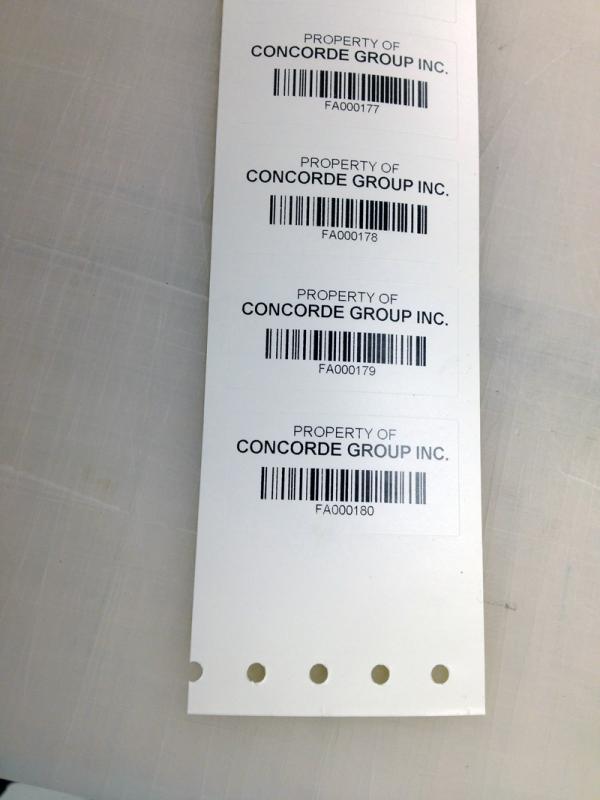 PROPERTY OF
CONCORDE GROUP INC.
FA000177
PROPERTY OF
CONCORDE GROUP INC.
FA000178
PROPERTY OF
CONCORDE GROUP INC.
FA000179
PROPERTY OF
CONCORDE GROUP INC.
FA000180